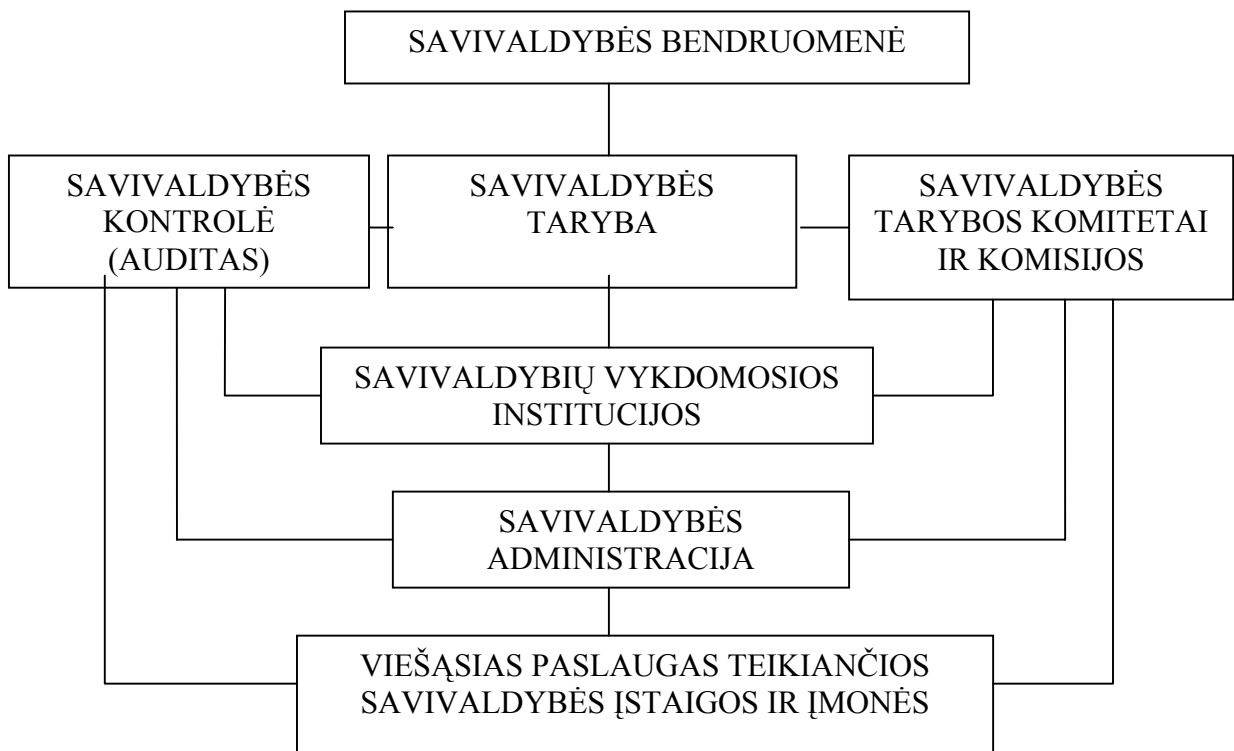 SAVIVALDYBĖS BENDRUOMENĖ
SAVIVALDYBĖS
KONTROLĖ
(AUDITAS)
SAVIVALDYBĖS
TARYBA
SAVIVALDYBĖS
TARYBOS KOMITETAI
IR KOMISIJOS
SAVIVALDYBIŲ VYKDOMOSIOS
INSTITUCIJOS
SAVIVALDYBĖS
ADMINISTRACIJA
VIEŠĄSIAS PASLAUGAS TEIKIANČIOS
SAVIVALDYBĖS ĮSTAIGOS IR ĮMONĖS